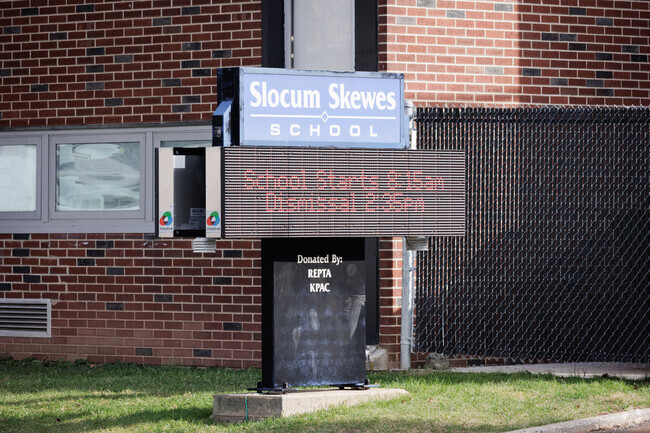 Slocum Skewes
SCHOOL
School Starts 8:15am
Dismissal 2:35pm
Donated By:
REPTA
KPAC